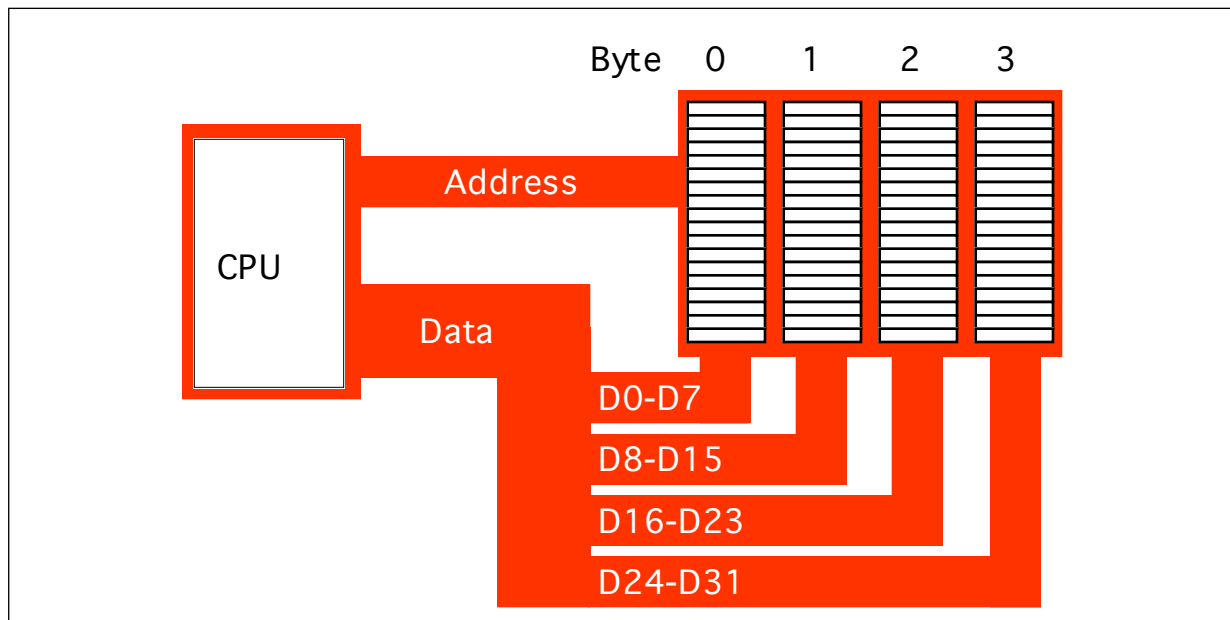 Byte 0 1 2 3
Address
CPU
Data
D0-D7
D8-D15
D16-D23
D24-D31